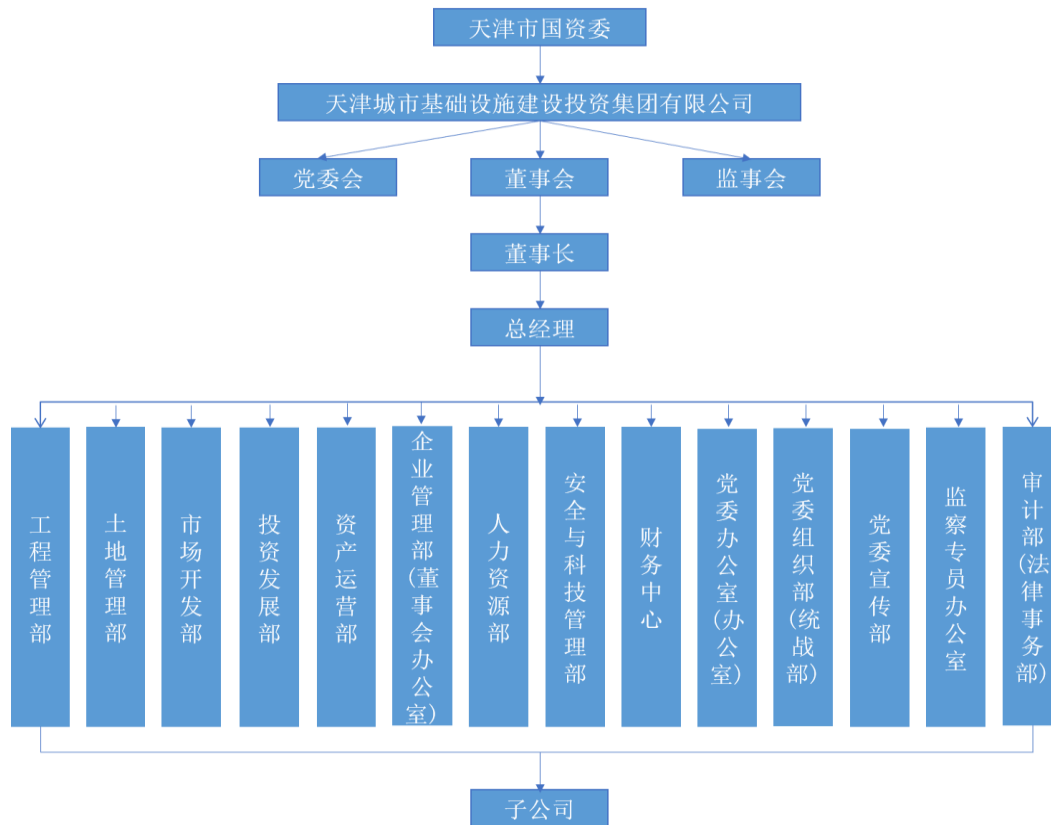 天津市国资委
天津城市基础设施建设投资集团有限公司
党委会
董事会
监事会
董事长
总经理
工程管理部
土地管理部
市场开发部
投资发展部
资产运营部
企业管理部(董事会办公室)
人力资源部
安全与科技管理部
财务中心
党委办公室(办公室)
党委组织部(统战部)
党委宣传部
监察专员办公室
审计部(法律事务部)
子公司